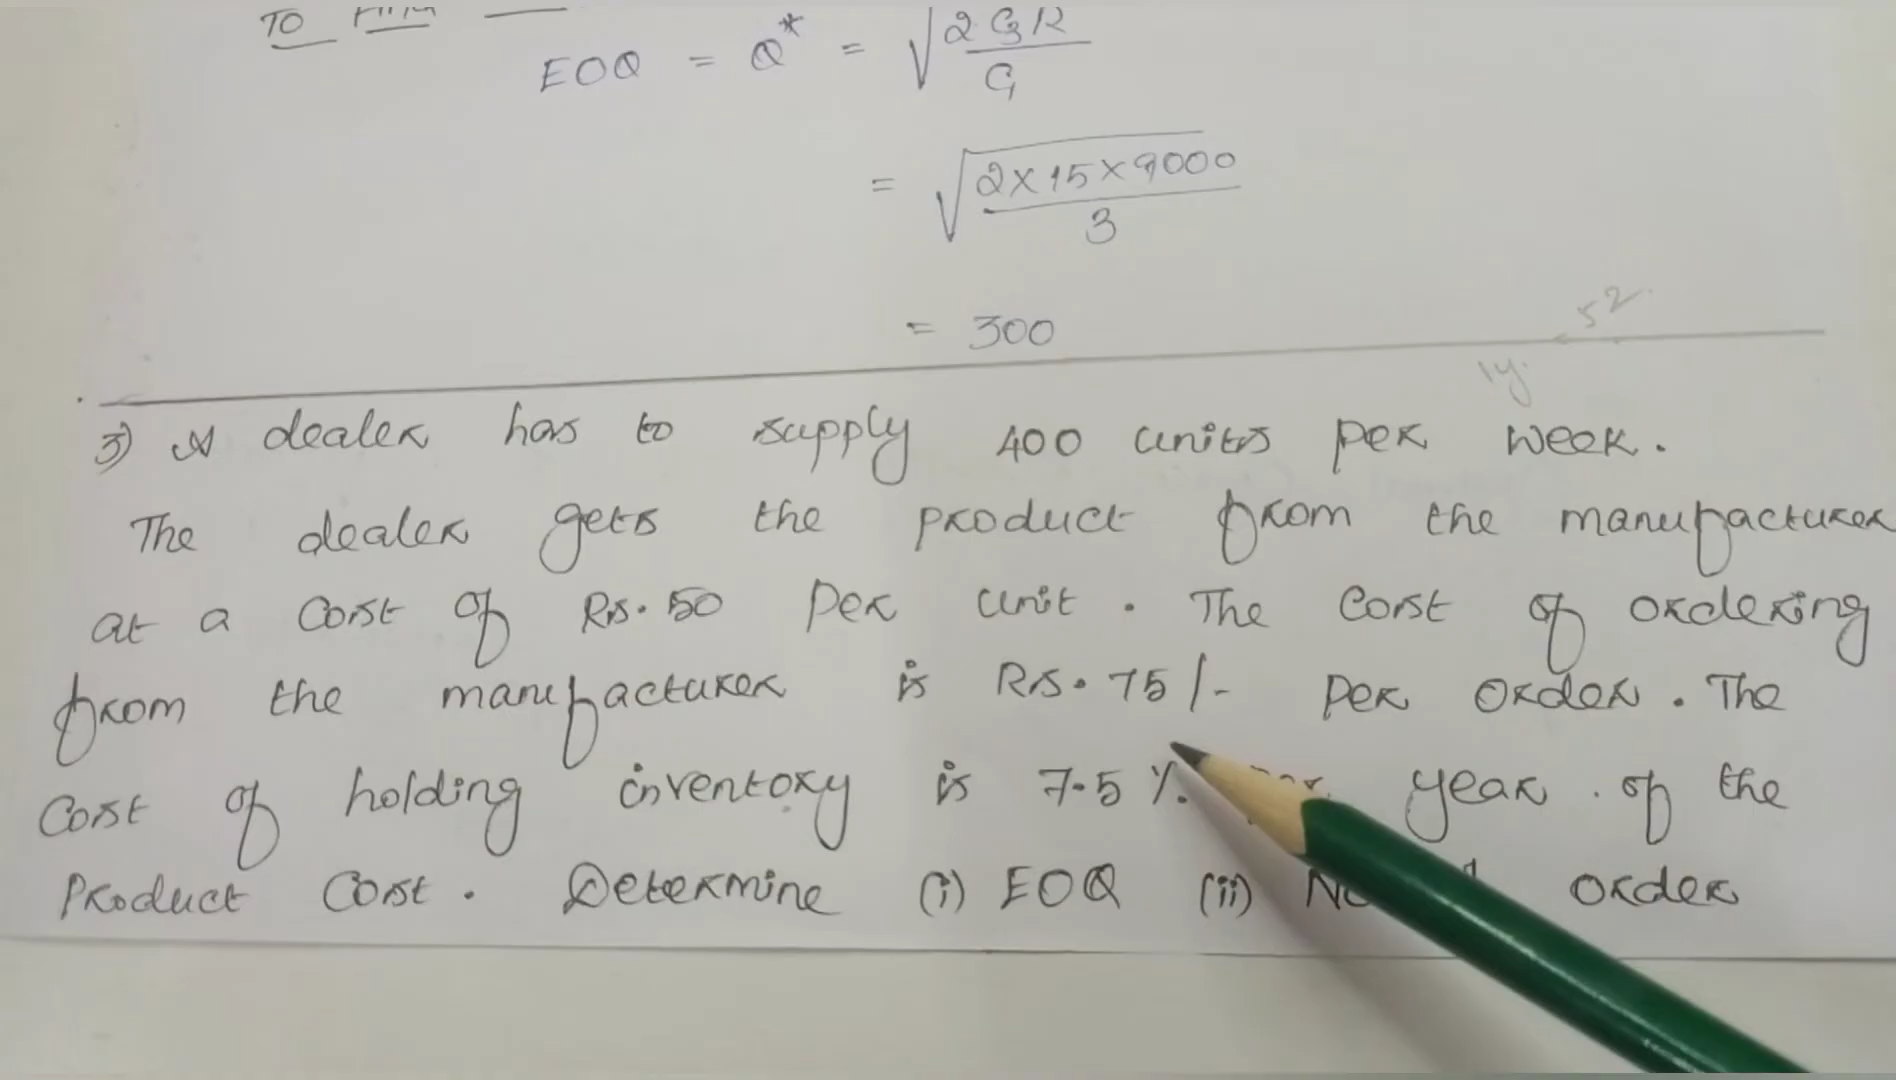 TO Find
EOQ = Q* = √2C3R
C1
= √2×15×9000
3
= 300
52
1y.
3) A dealer has to supply 400 units per week.
The dealer gets the product from the manufacturer
at a cost of Rs. 50 per unit. The cost of ordering
from the manufacturer is Rs. 75/- per order. The
cost of holding inventory is 7.5% year of the
Product cost. Determine (i) EOQ (ii) order